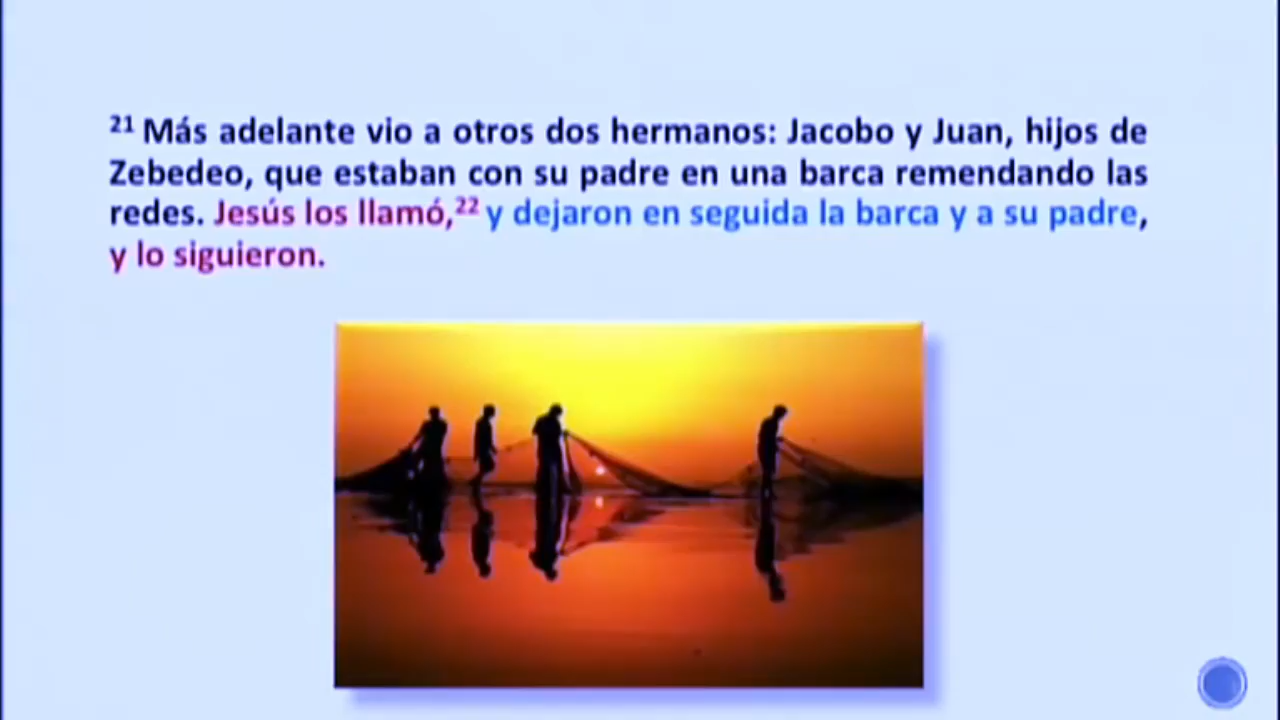 21 Más adelante vio a otros dos hermanos: Jacobo y Juan, hijos de
Zebedeo, que estaban con su padre en una barca remendando las
redes. Jesús los llamó,22 y dejaron en seguida la barca y a su padre,
y lo siguieron.